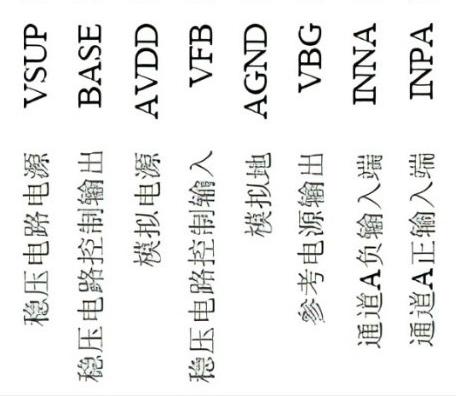 VSUP 稳压电路电源
BASE 稳压电路控制输出
AVDD 模拟电源
VFB 稳压电路控制输入
AGND 模拟地
VBG 参考电源输出
INNA 通道A负输入端
INPA 通道A正输入端